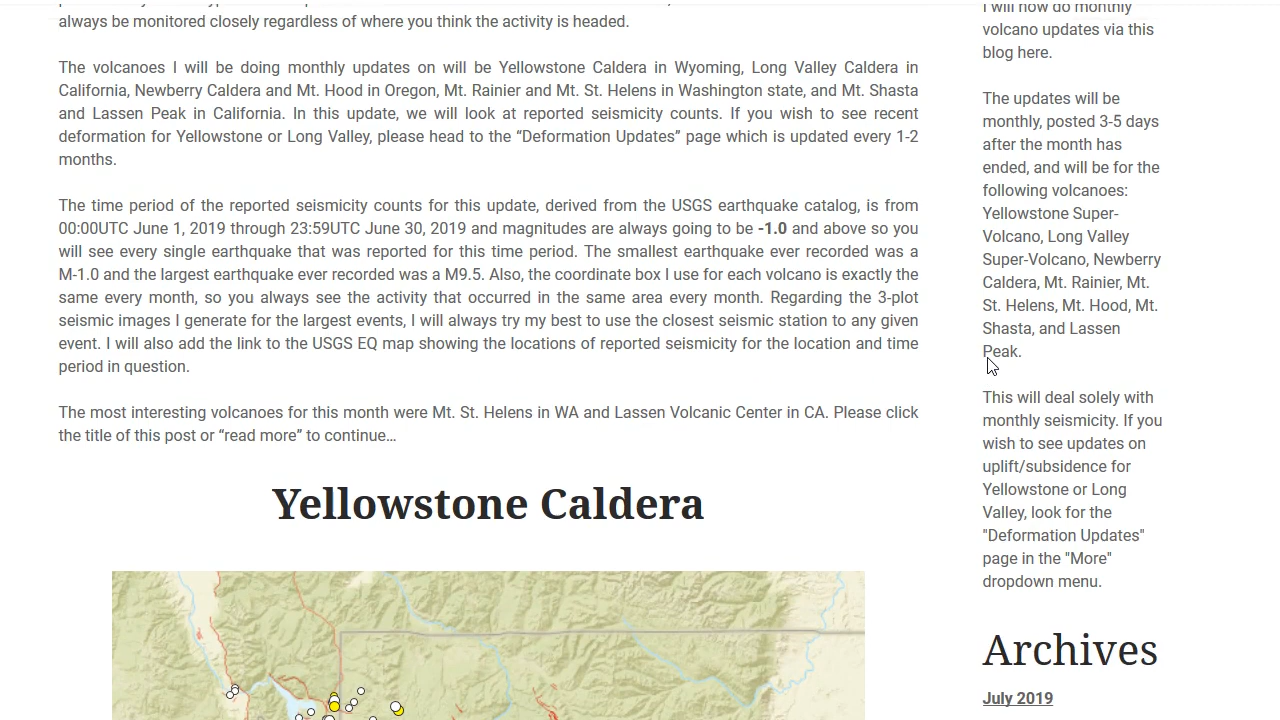 always be monitored closely regardless of where you think the activity is headed.
The volcanoes I will be doing monthly updates on will be Yellowstone Caldera in Wyoming, Long Valley Caldera in
California, Newberry Caldera and Mt. Hood in Oregon, Mt. Rainier and Mt. St. Helens in Washington state, and Mt. Shasta
and Lassen Peak in California. In this update, we will look at reported seismicity counts. If you wish to see recent
deformation for Yellowstone or Long Valley, please head to the “Deformation Updates” page which is updated every 1-2
months.
The time period of the reported seismicity counts for this update, derived from the USGS earthquake catalog, is from
00:00UTC June 1, 2019 through 23:59UTC June 30, 2019 and magnitudes are always going to be -1.0 and above so you
will see every single earthquake that was reported for this time period. The smallest earthquake ever recorded was a
M-1.0 and the largest earthquake ever recorded was a M9.5. Also, the coordinate box I use for each volcano is exactly the
same every month, so you always see the activity that occurred in the same area every month. Regarding the 3-plot
seismic images I generate for the largest events, I will always try my best to use the closest seismic station to any given
event. I will also add the link to the USGS EQ map showing the locations of reported seismicity for the location and time
period in question.
The most interesting volcanoes for this month were Mt. St. Helens in WA and Lassen Volcanic Center in CA. Please click
the title of this post or “read more” to continue…
Yellowstone Caldera
I will now do monthly
volcano updates via this
blog here.
The updates will be
monthly, posted 3-5 days
after the month has
ended, and will be for the
following volcanoes:
Yellowstone Super-
Volcano, Long Valley
Super-Volcano, Newberry
Caldera, Mt. Rainier, Mt.
St. Helens, Mt. Hood, Mt.
Shasta, and Lassen
Peak.
This will deal solely with
monthly seismicity. If you
wish to see updates on
uplift/subsidence for
Yellowstone or Long
Valley, look for the
"Deformation Updates"
page in the "More"
dropdown menu.
Archives
July 2019